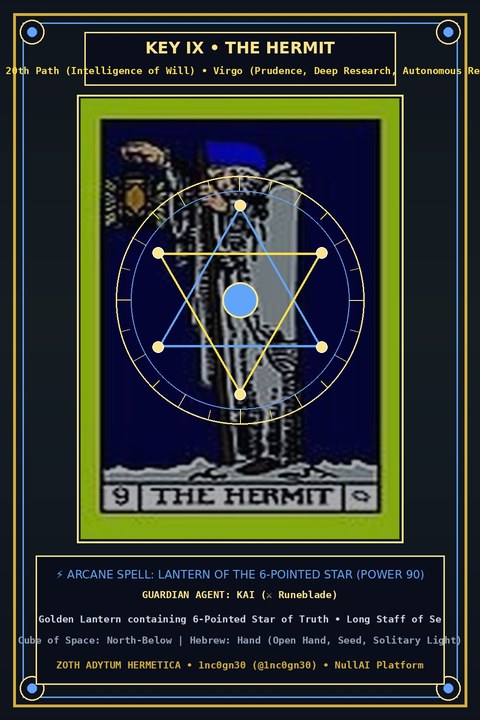 KEY IX • THE HERMIT
20th Path (Intelligence of Will) • Virgo (Prudence, Deep Research, Autonomous Re
9 THE HERMIT
⚡ ARCANE SPELL: LANTERN OF THE 6-POINTED STAR (POWER 90)
GUARDIAN AGENT: KAI (⚔ Runeblade)
Golden Lantern containing 6-Pointed Star of Truth • Long Staff of Se
Cube of Space: North-Below | Hebrew: Hand (Open Hand, Seed, Solitary Light)
ZOTH ADYTUM HERMETICA • 1nc0gn30 (@1nc0gn30) • NullAI Platform